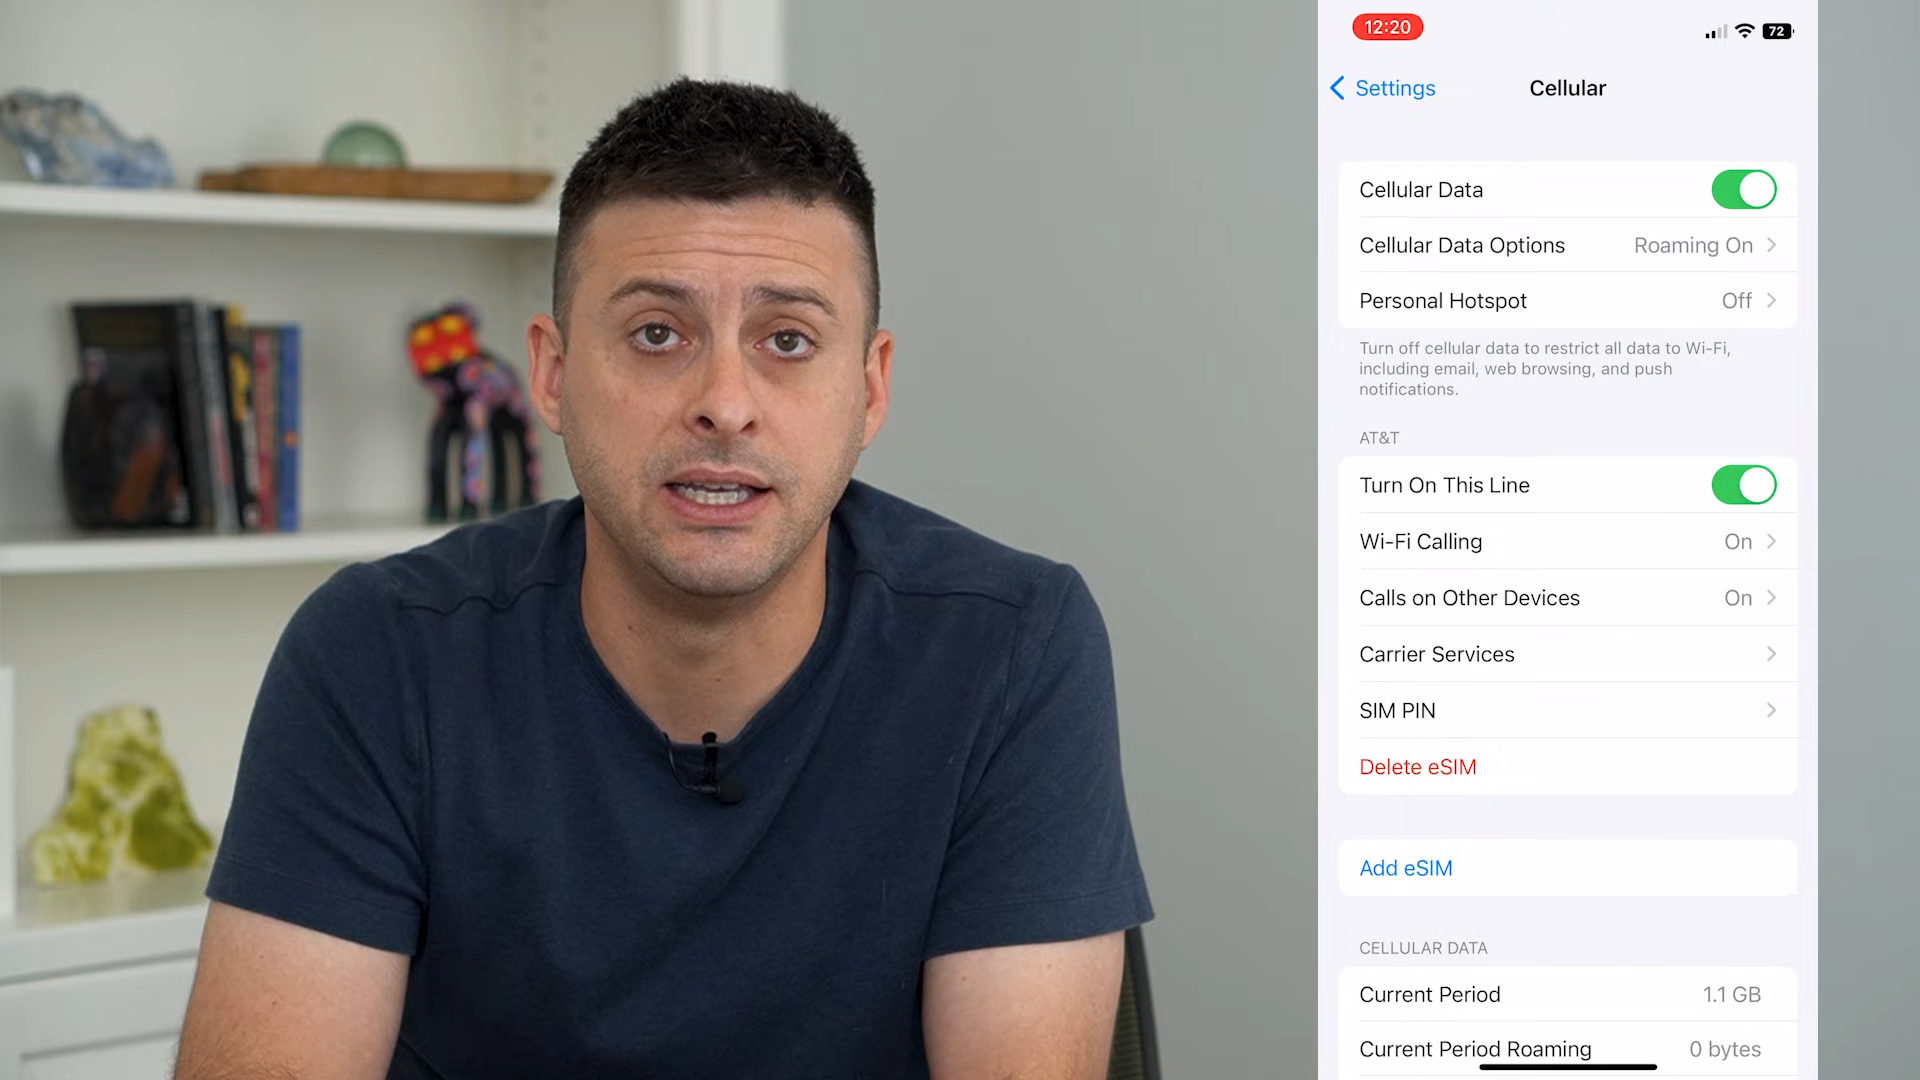 12:20
72
Settings
Cellular
Cellular Data
Cellular Data Options Roaming On
Personal Hotspot Off
Turn off cellular data to restrict all data to Wi-Fi,
including email, web browsing, and push
notifications.
AT&T
Turn On This Line
Wi-Fi Calling On
Calls on Other Devices On
Carrier Services
SIM PIN
Delete eSIM
Add eSIM
CELLULAR DATA
Current Period 1.1 GB
Current Period Roaming 0 bytes